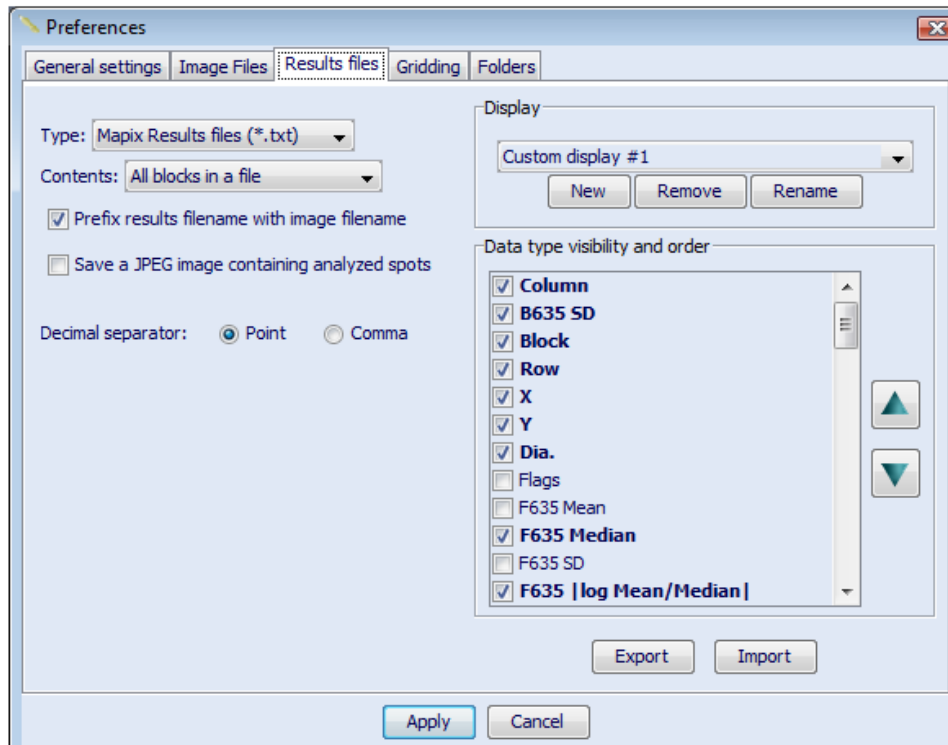 Preferences
General settings Image Files Results files Gridding Folders
Type: Mapix Results files (*.txt)
Contents: All blocks in a file
Prefix results filename with image filename
Save a JPEG image containing analyzed spots
Decimal separator: Point Comma
Display
Custom display #1
New Remove Rename
Data type visibility and order
Column
B635 SD
Block
Row
X
Y
Dia.
Flags
F635 Mean
F635 Median
F635 SD
F635 |log Mean/Median|
Export Import
Apply Cancel